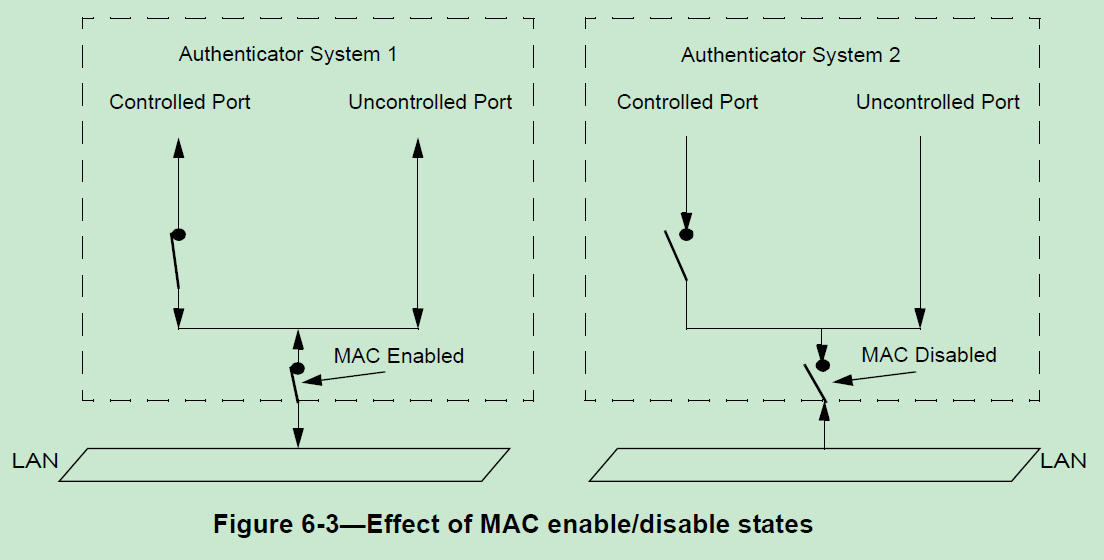 Authenticator System 1
Authenticator System 2
Controlled Port
Uncontrolled Port
Controlled Port
Uncontrolled Port
MAC Enabled
MAC Disabled
LAN
LAN
Figure 6-3—Effect of MAC enable/disable states